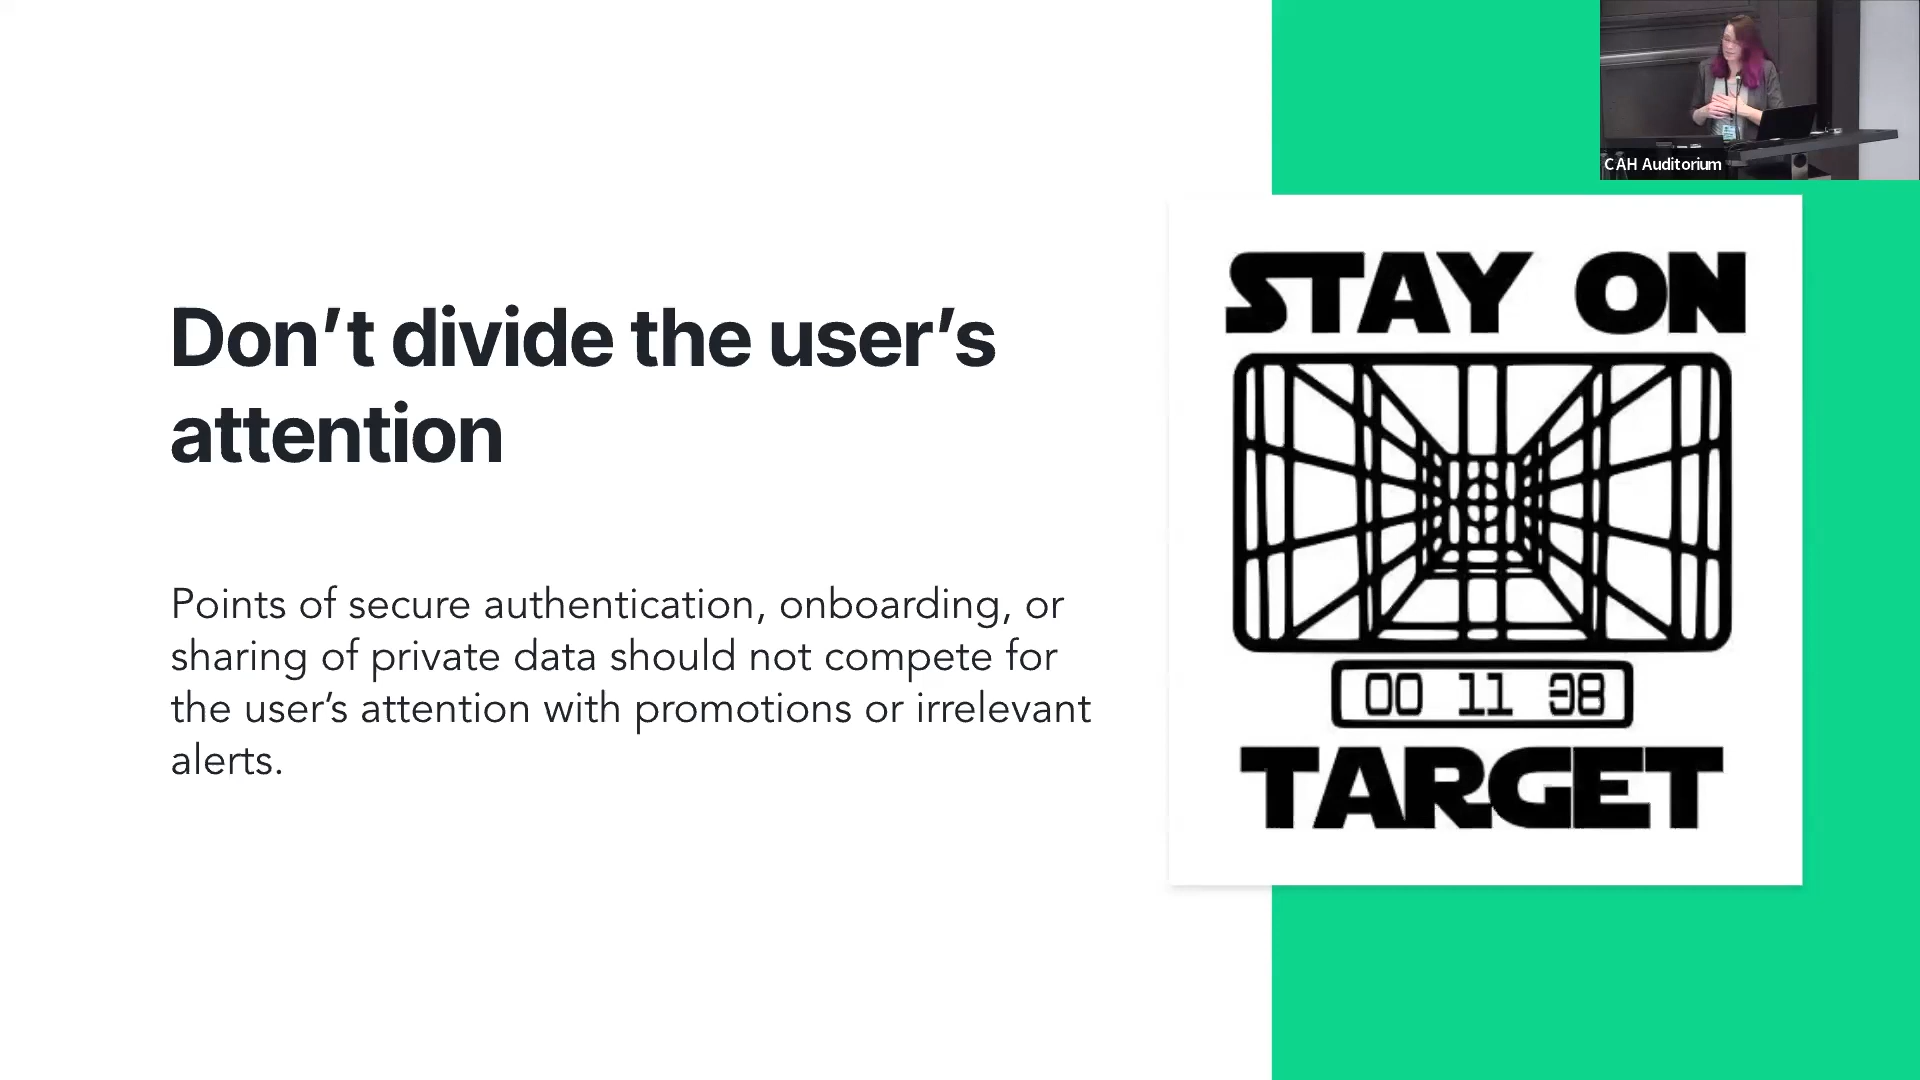 CAH Auditorium
Don’t divide the user’s
attention
Points of secure authentication, onboarding, or
sharing of private data should not compete for
the user’s attention with promotions or irrelevant
alerts.
STAY ON
00 11 38
TARGET